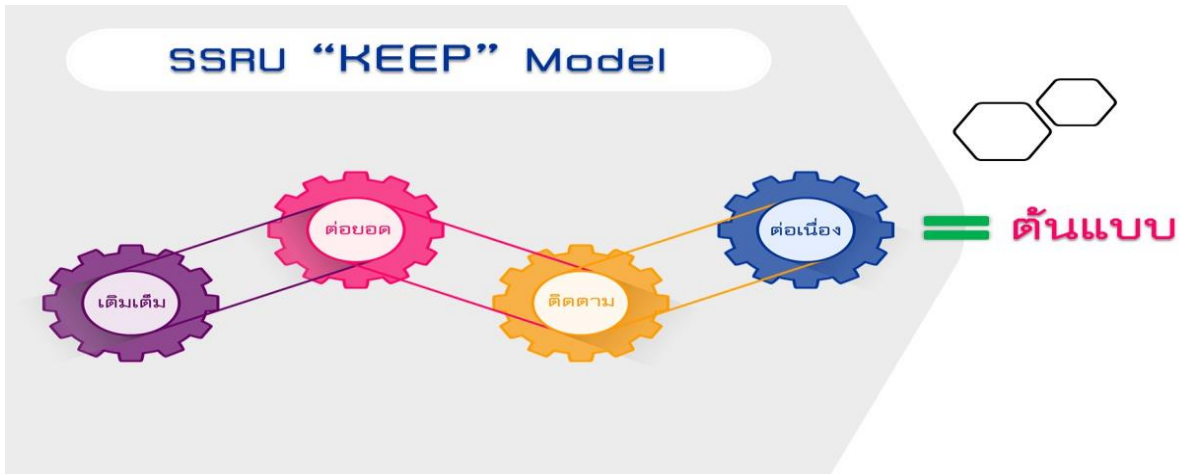 SSRU “KEEP” Model
เติมเต็ม
ต่อยอด
ติดตาม
ต่อเนื่อง
= ต้นแบบ